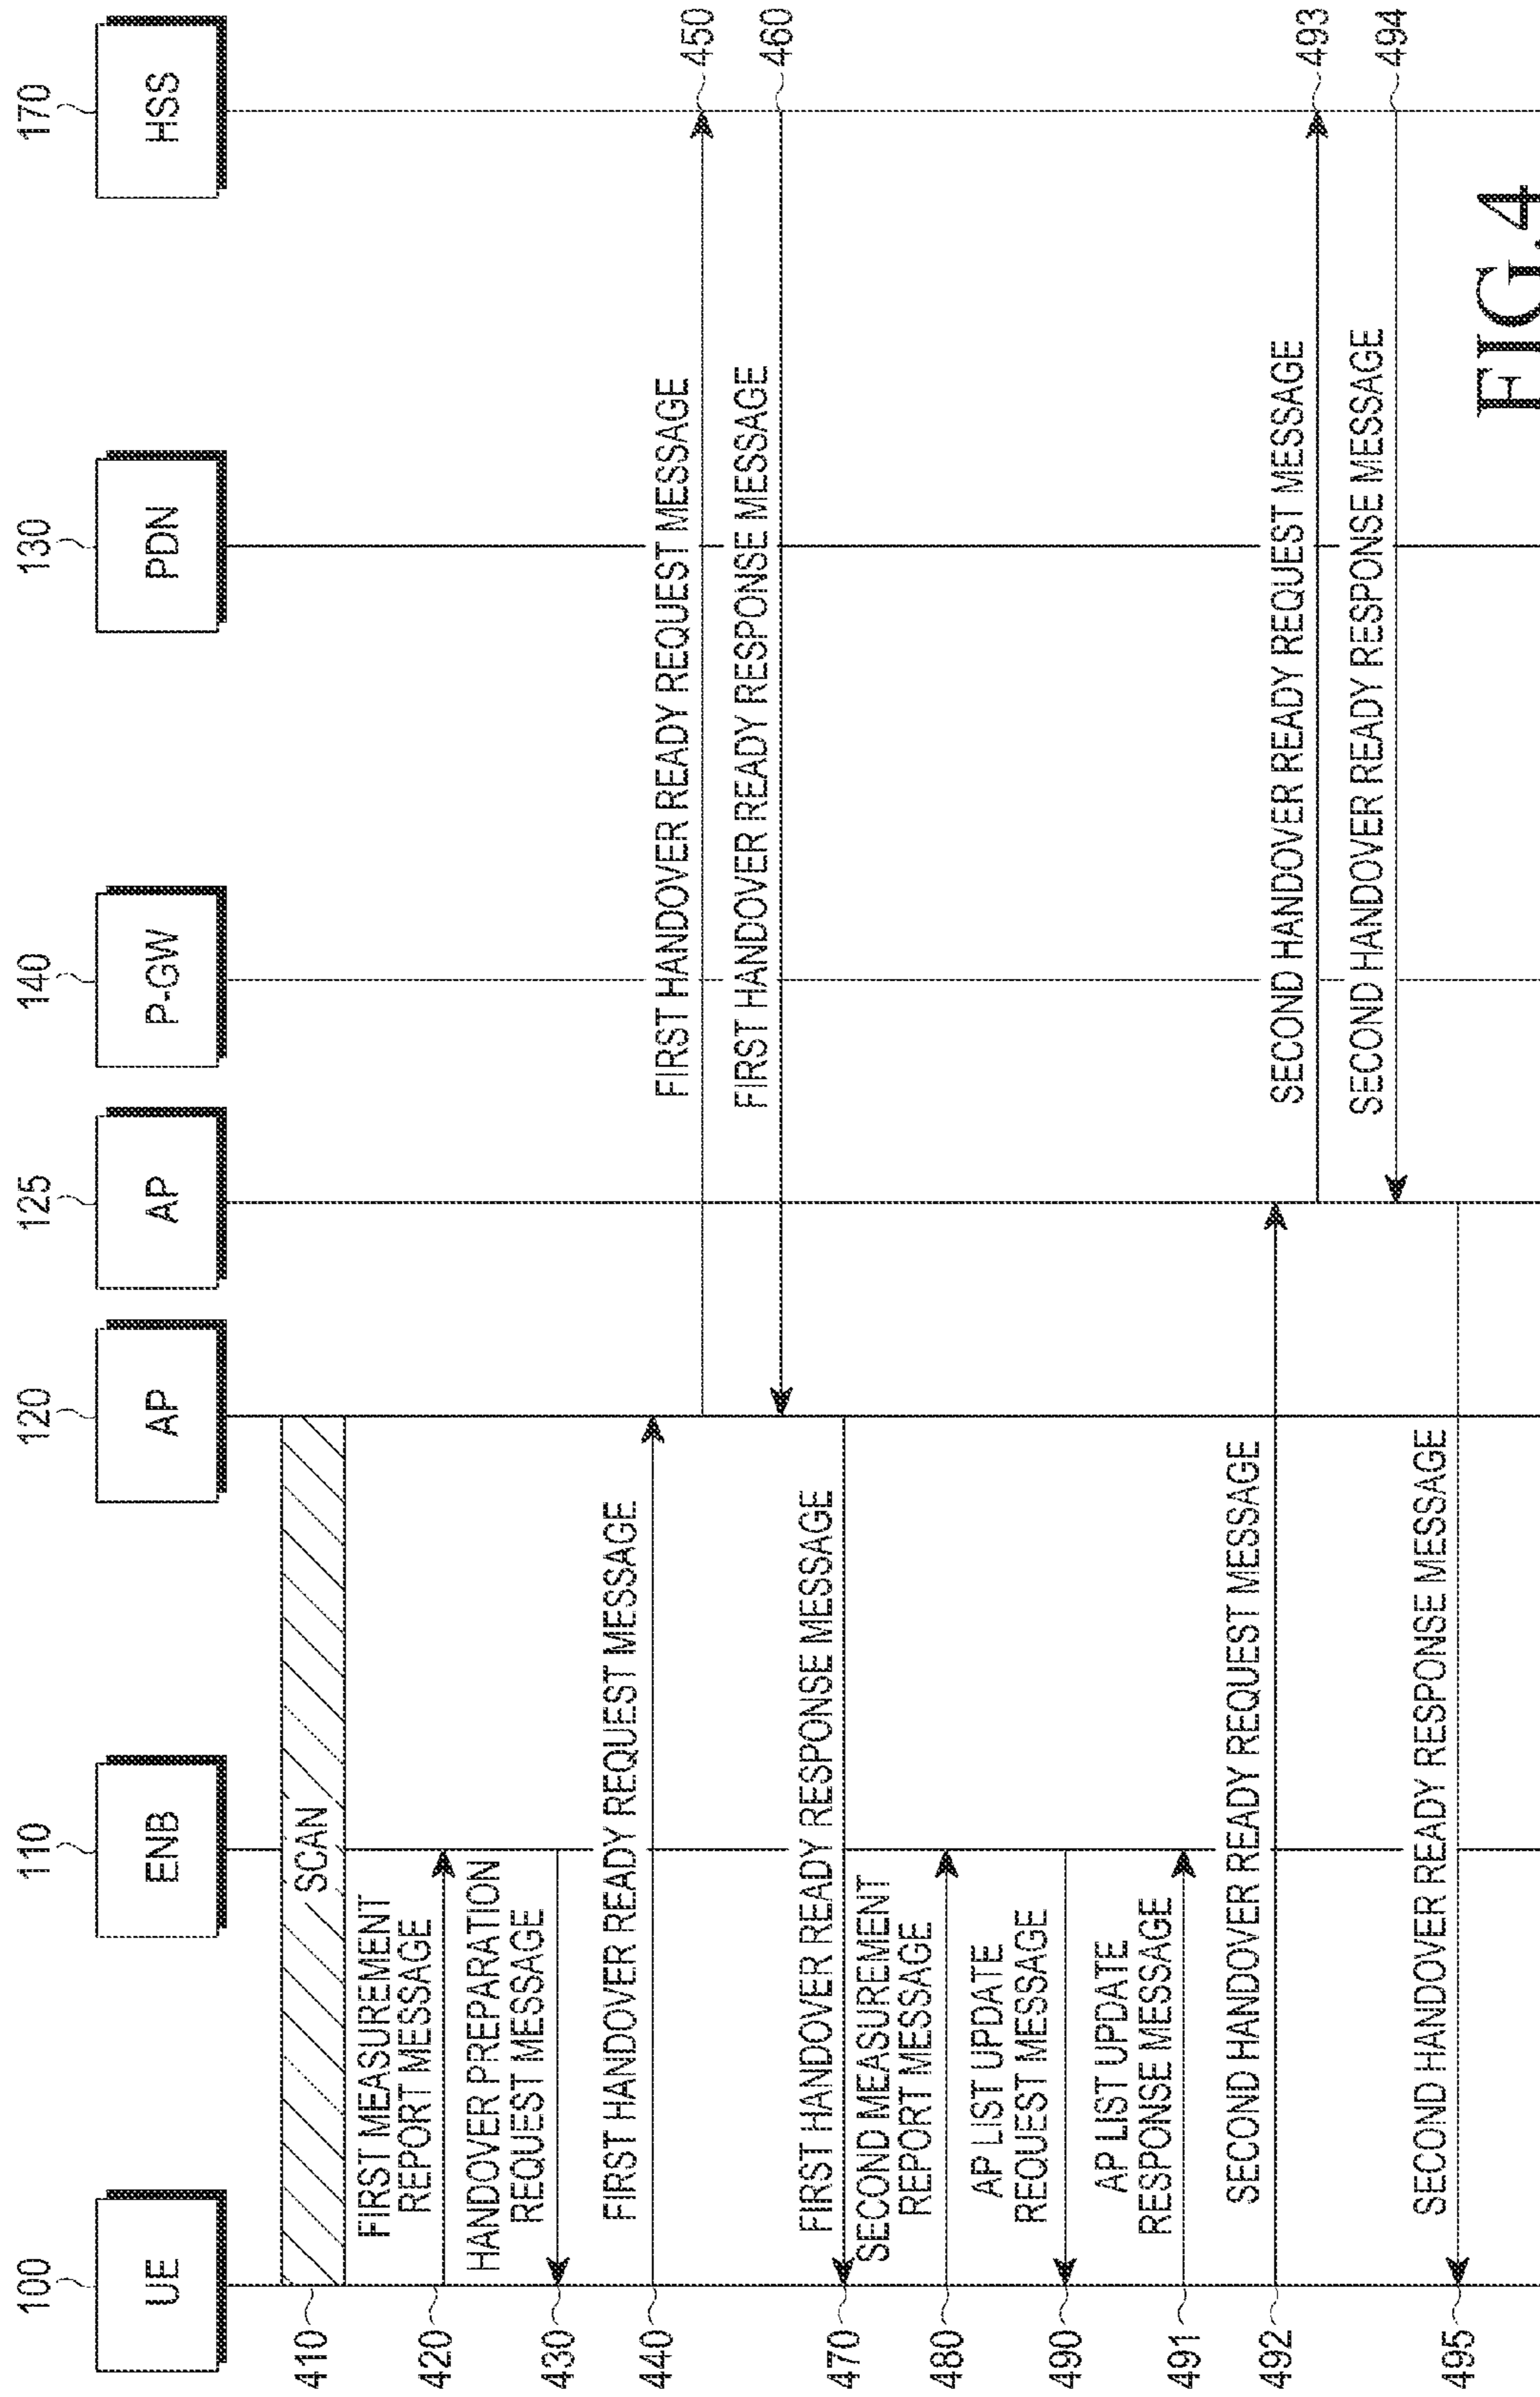 100
110
120
125
140
130
170
UE
ENB
AP
AP
P-GW
PDN
HSS
410
SCAN
420
FIRST MEASUREMENT
REPORT MESSAGE
430
HANDOVER PREPARATION
REQUEST MESSAGE
440
FIRST HANDOVER READY REQUEST MESSAGE
FIRST HANDOVER READY REQUEST MESSAGE
450
FIRST HANDOVER READY RESPONSE MESSAGE
460
470
FIRST HANDOVER READY RESPONSE MESSAGE
480
SECOND MEASUREMENT
REPORT MESSAGE
490
AP LIST UPDATE
REQUEST MESSAGE
491
AP LIST UPDATE
RESPONSE MESSAGE
492
SECOND HANDOVER READY REQUEST MESSAGE
SECOND HANDOVER READY REQUEST MESSAGE
493
SECOND HANDOVER READY RESPONSE MESSAGE
494
495
SECOND HANDOVER READY RESPONSE MESSAGE
FIG.4